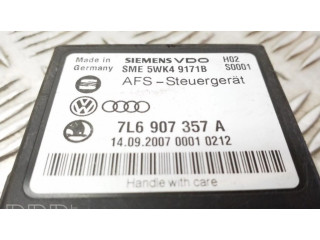 Made in Germany
SIEMENS VDO H02
SME 5WK4 9171B S0001
AFS-Steuergerät
7L6 907 357 A
14.09.2007 0001 0212
Handle with care